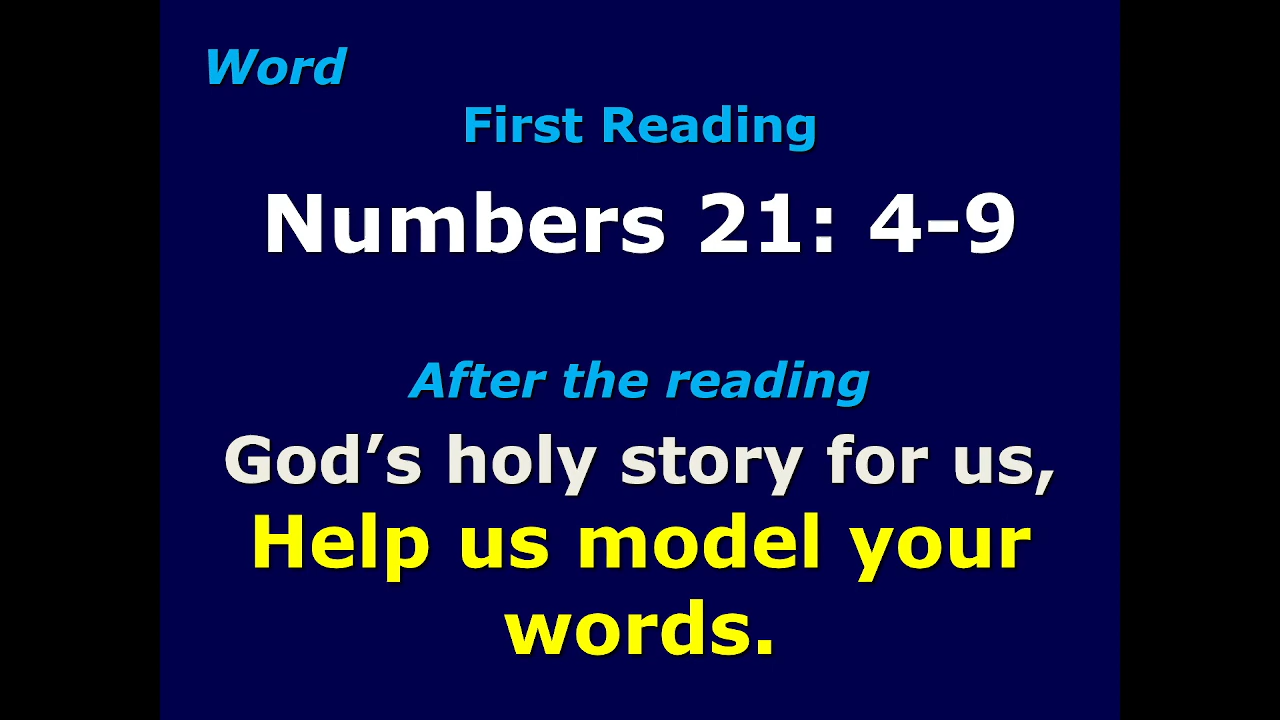 Word
First Reading
Numbers 21: 4-9
After the reading
God’s holy story for us,
Help us model your
words.